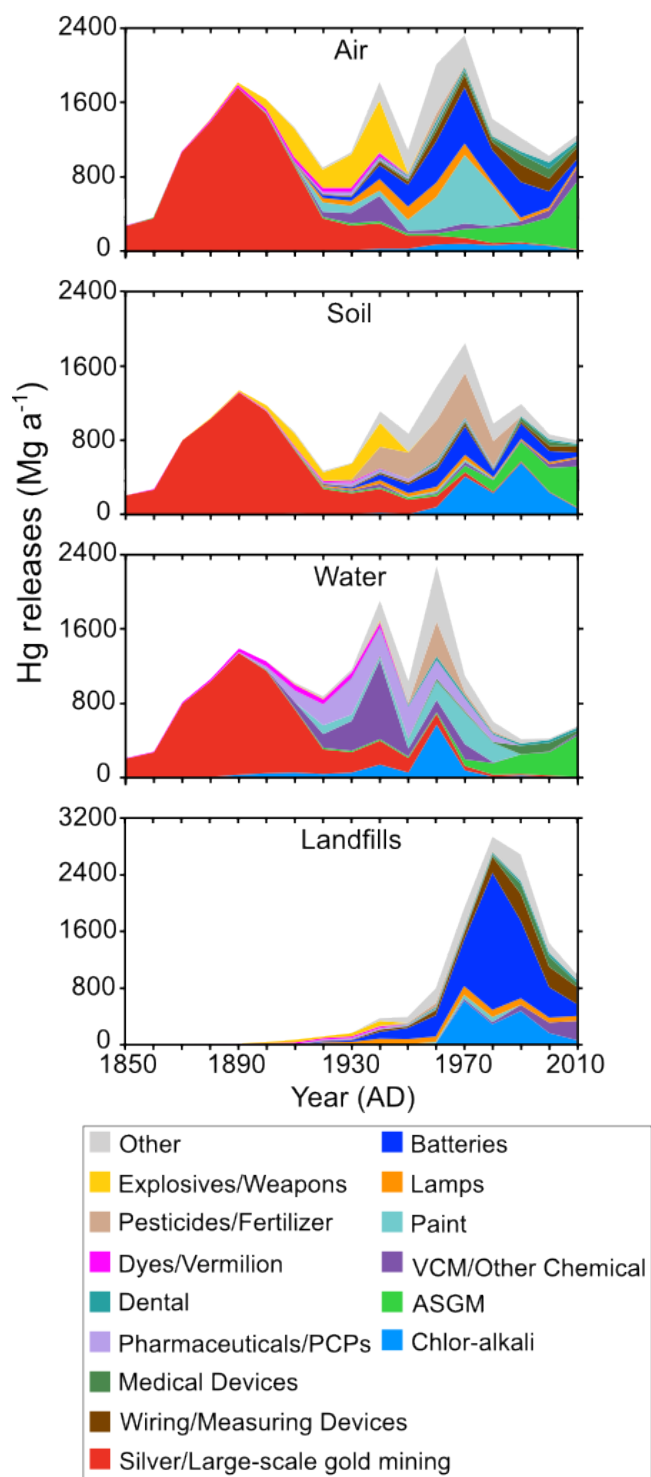 2400
Air
1600
800
0
2400
Soil
1600
800
0
2400
Water
1600
800
0
3200
Landfills
2400
1600
800
0
Hg releases (Mg a⁻¹)
1850 1890 1930 1970 2010
Year (AD)
Other
Explosives/Weapons
Pesticides/Fertilizer
Dyes/Vermilion
Dental
Pharmaceuticals/PCPs
Medical Devices
Wiring/Measuring Devices
Silver/Large-scale gold mining
Batteries
Lamps
Paint
VCM/Other Chemical
ASGM
Chlor-alkali